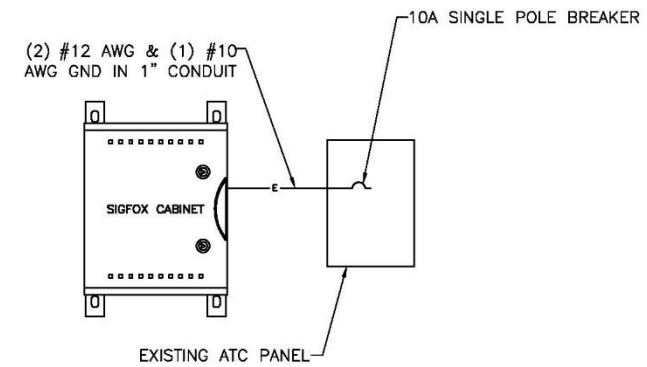 10A SINGLE POLE BREAKER
(2) #12 AWG & (1) #10
AWG GND IN 1" CONDUIT
E
SIGFOX CABINET
EXISTING ATC PANEL